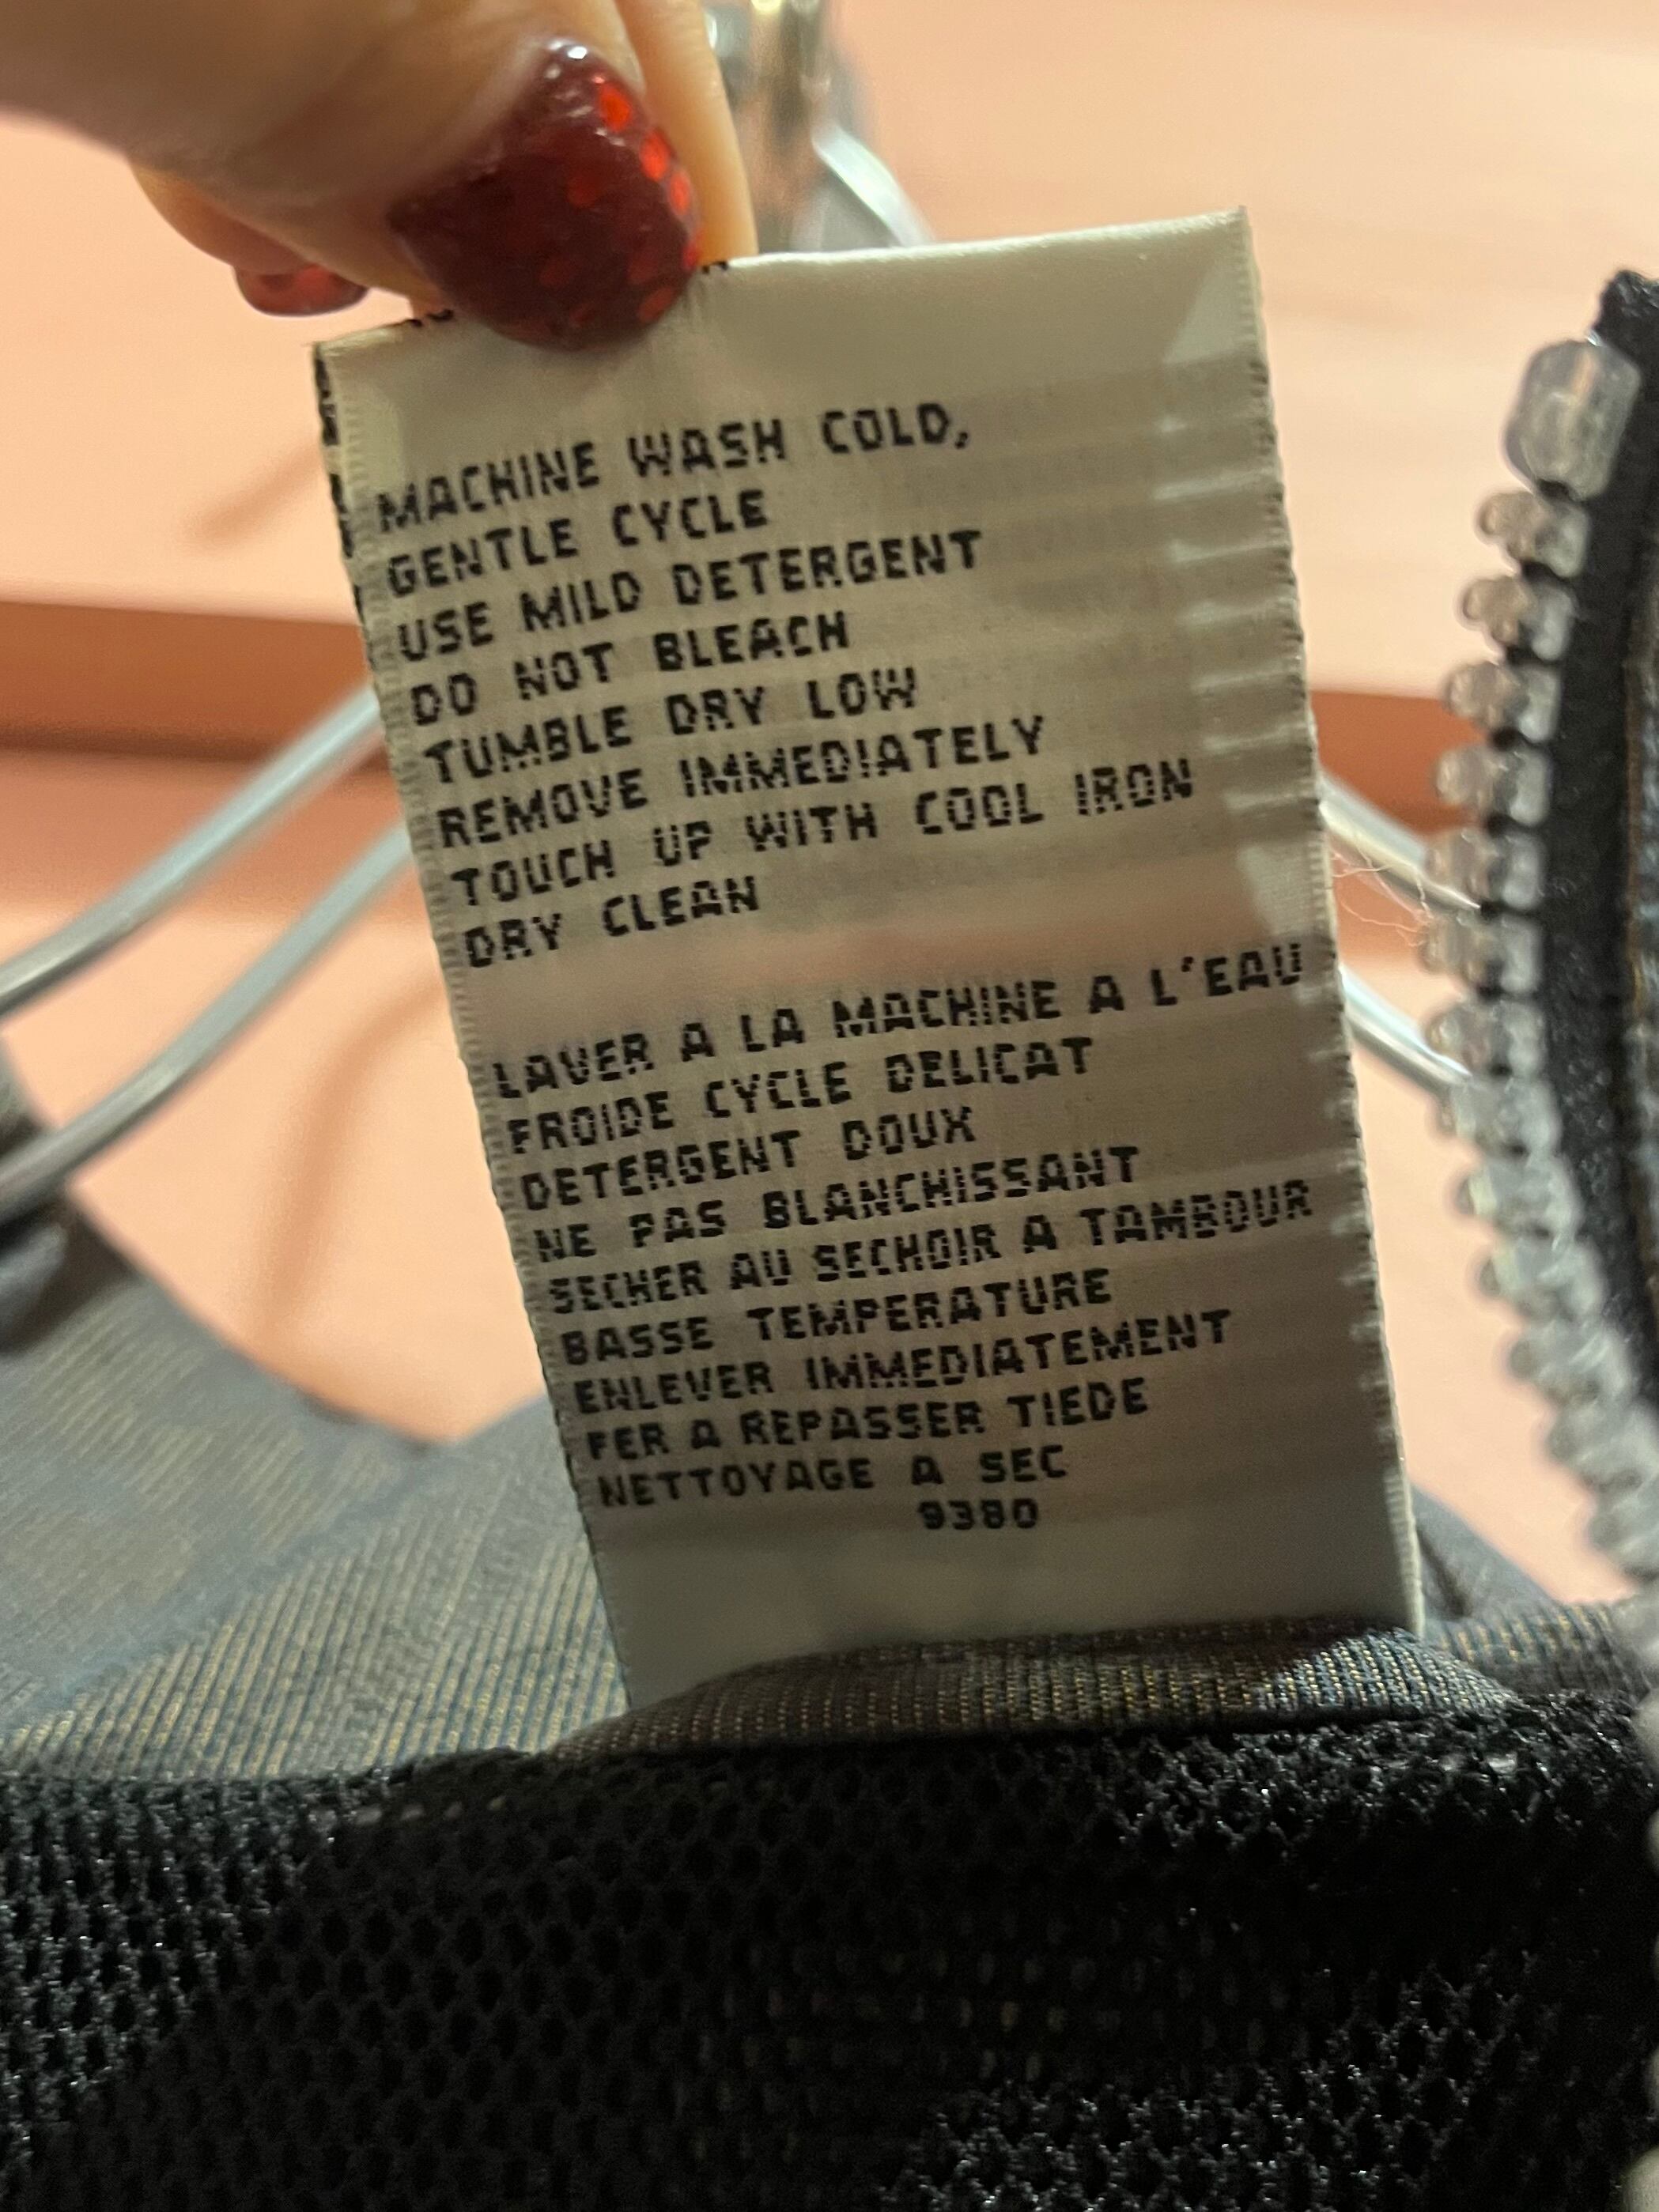 MACHINE WASH COLD,
GENTLE CYCLE
USE MILD DETERGENT
DO NOT BLEACH
TUMBLE DRY LOW
REMOVE IMMEDIATELY
TOUCH UP WITH COOL IRON
DRY CLEAN
LAVER A LA MACHINE A L'EAU
FROIDE CYCLE DELICAT
DETERGENT DOUX
NE PAS BLANCHISSANT
SECHER AU SECHOIR A TAMBOUR
BASSE TEMPERATURE
ENLEVER IMMEDIATEMENT
FER A REPASSER TIEDE
NETTOYAGE A SEC
9380